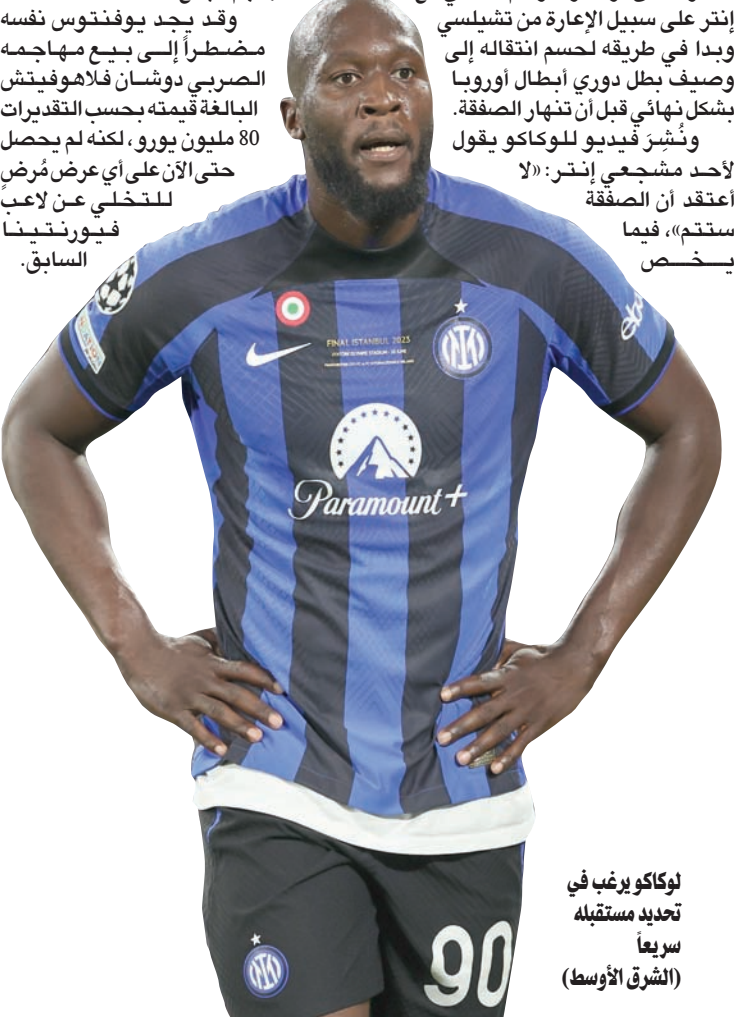 إنتر على سبيل الإعارة من تشيلسي
وبدا في طريقه لحسم انتقاله إلى
وصيف بطل دوري أبطال أوروبا
بشكل نهائي قبل أن تنهار الصفقة.
ونُشِرَ فيديو للوكاكو يقول
لأحد مشجعي إنتر: «لا
أعتقد أن الصفقة
ستتم»، فيما
يخص
وقد يجد يوفنتوس نفسه
مضطراً إلى بيع مهاجمه
الصربي دوشان فلاهوفيتش
البالغة قيمته بحسب التقديرات
80 مليون يورو، لكنه لم يحصل
حتى الآن على أي عرض مُرضٍ
للتخلي عن لاعب
فيورنتينا
السابق.
FINAL ISTANBUL 2023
Paramount+
90
لوكاكو يرغب في
تحديد مستقبله
سريعاً
(الشرق الأوسط)